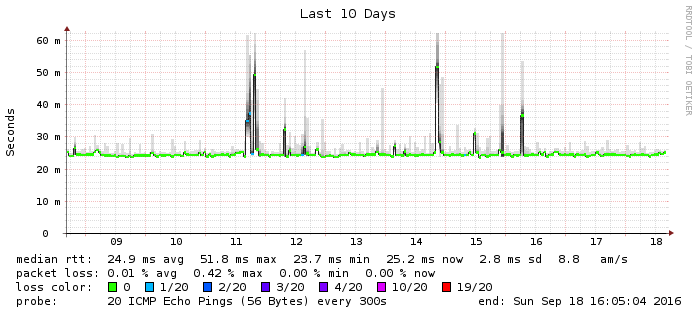 Last 10 Days
RRDTOOL / TOBI OETIKER
Seconds
60 m
50 m
40 m
30 m
20 m
10 m
0
09 10 11 12 13 14 15 16 17 18
median rtt: 24.9 ms avg 51.8 ms max 23.7 ms min 25.2 ms now 2.8 ms sd 8.8 am/s
packet loss: 0.01 % avg 0.42 % max 0.00 % min 0.00 % now
loss color: 0 1/20 2/20 3/20 4/20 10/20 19/20
probe: 20 ICMP Echo Pings (56 Bytes) every 300s end: Sun Sep 18 16:05:04 2016